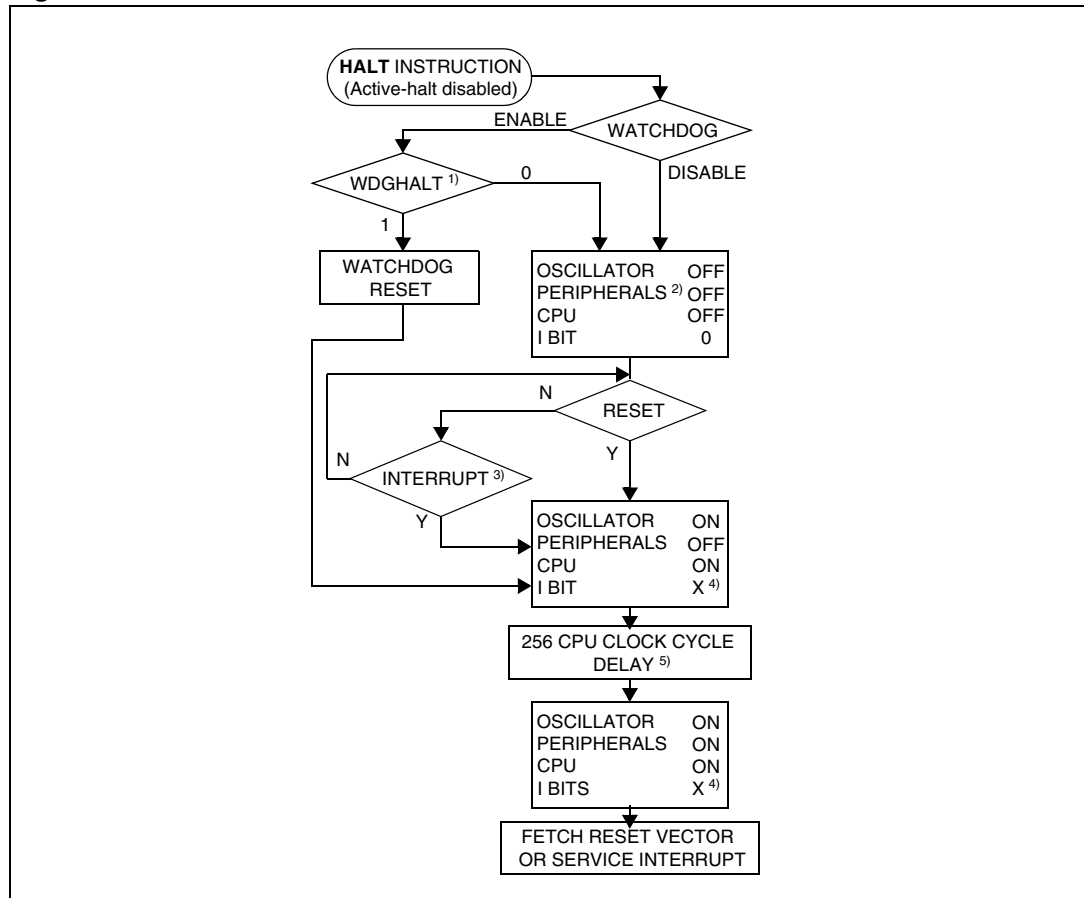 HALT INSTRUCTION
(Active-halt disabled)
ENABLE
WATCHDOG
WDGHALT 1)
0
DISABLE
1
WATCHDOG
RESET
OSCILLATOR OFF
PERIPHERALS 2) OFF
CPU OFF
I BIT 0
N
RESET
N
INTERRUPT 3)
Y
Y
OSCILLATOR ON
PERIPHERALS OFF
CPU ON
I BIT X 4)
256 CPU CLOCK CYCLE
DELAY 5)
OSCILLATOR ON
PERIPHERALS ON
CPU ON
I BITS X 4)
FETCH RESET VECTOR
OR SERVICE INTERRUPT